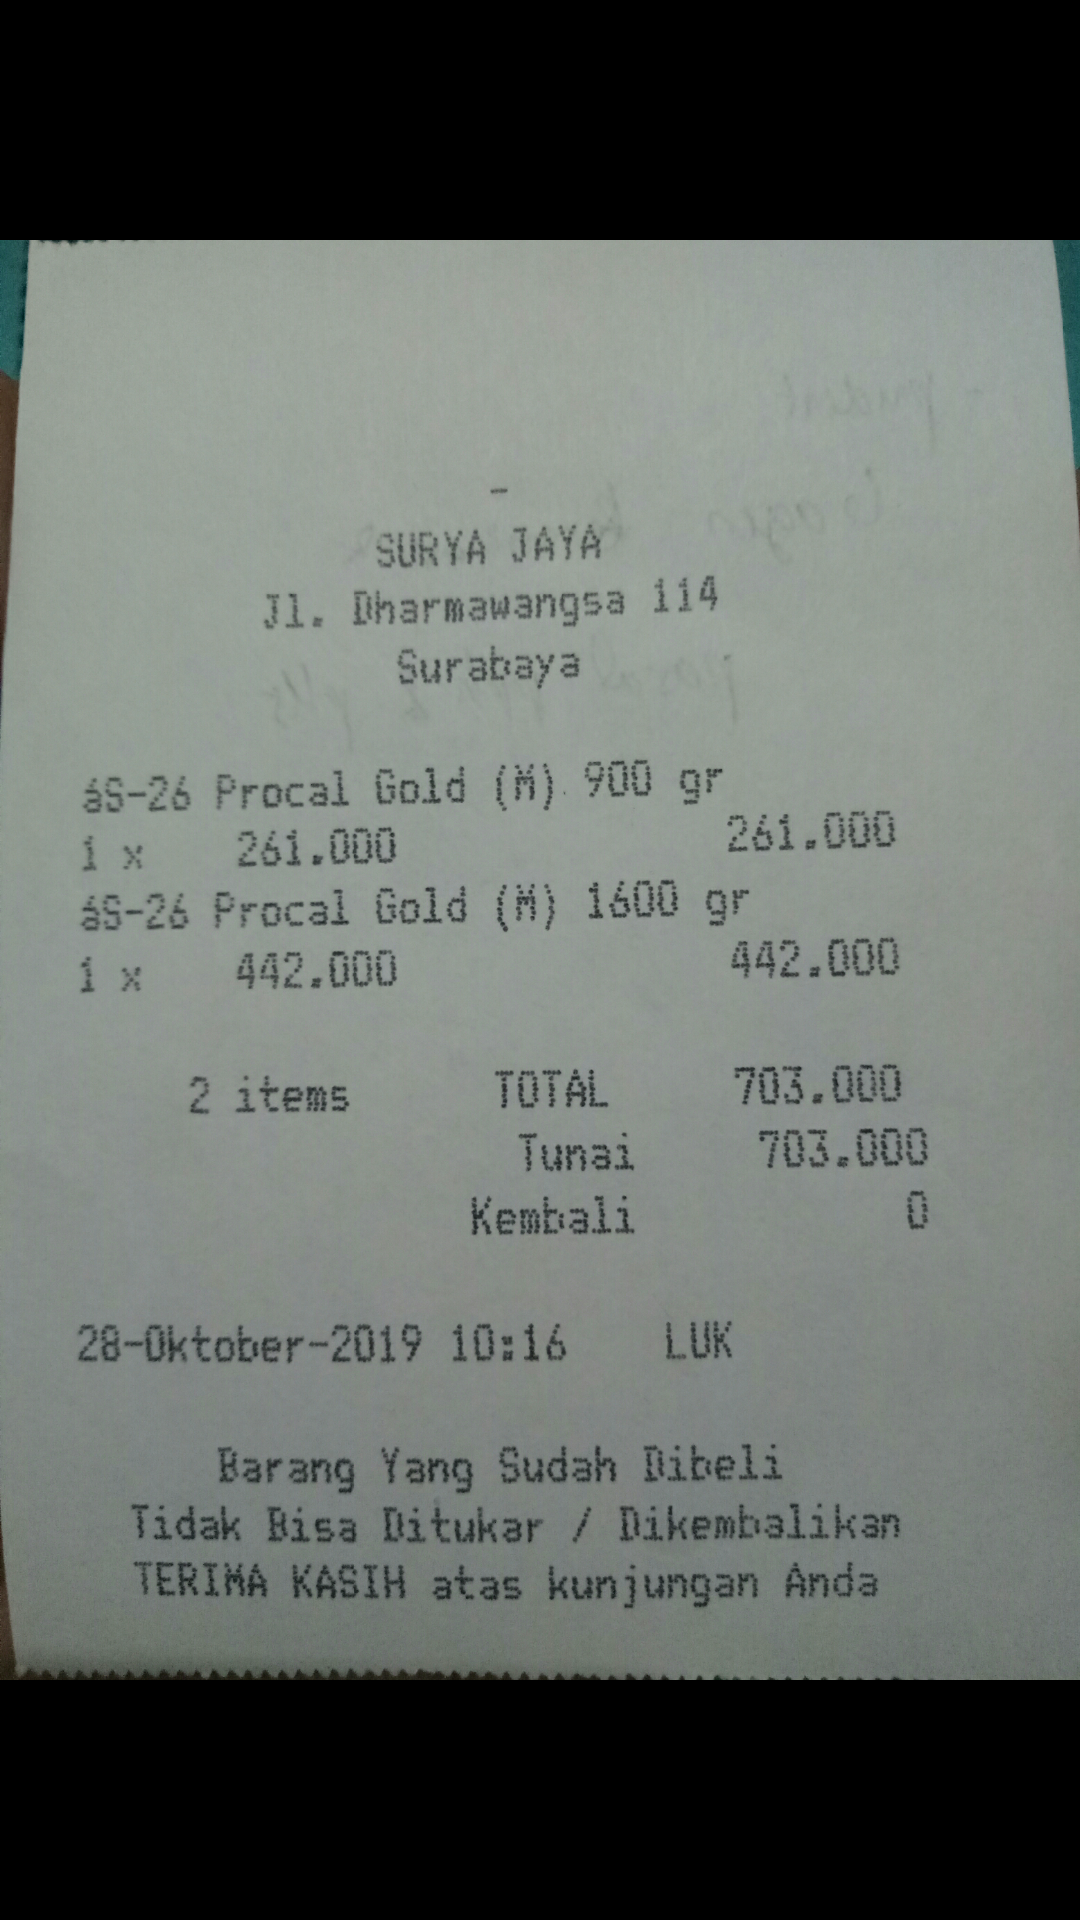 -
SURYA JAYA
Jl. Dharmawangsa 114
Surabaya
áS-26 Procal Gold (M) 900 gr
1 x 261.000 261.000
áS-26 Procal Gold (M) 1600 gr
1 x 442.000 442.000
2 items TOTAL 703.000
Tunai 703.000
Kembali 0
28-Oktober-2019 10:16 LUK
Barang Yang Sudah Dibeli
Tidak Bisa Ditukar / Dikembalikan
TERIMA KASIH atas kunjungan Anda